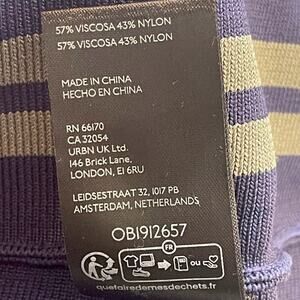 57% VISCOSA 43% NYLON
57% VISCOSA 43% NYLON
MADE IN CHINA
HECHO EN CHINA
RN 66170
CA 32054
URBN UK Ltd.
146 Brick Lane,
LONDON, E1 6RU
LEIDSESTRAAT 32, 1017 PB
AMSTERDAM, NETHERLANDS
OB1912657
FR
OU
quefairedemesdechets.fr